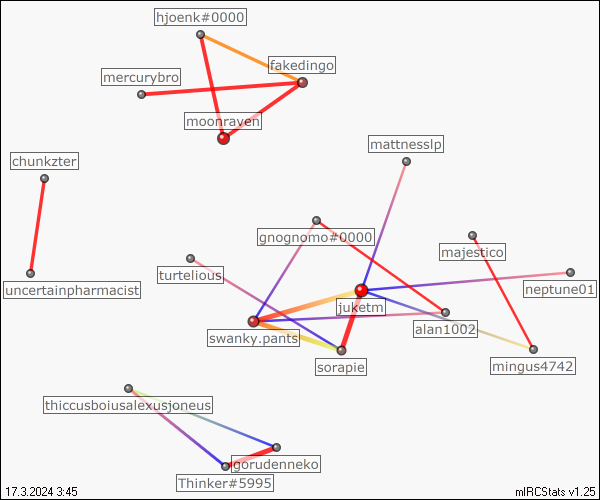 hjoenk#0000
fakedingo
mercurybro
moonraven
mattnesslp
chunkzter
gnognomo#0000
majestico
turtelious
neptune01
uncertainpharmacist
juketm
alan1002
swanky.pants
sorapie
mingus4742
thiccusboiusalexusjoneus
gorudenneko
Thinker#5995
17.3.2024 3:45
mIRCStats v1.25